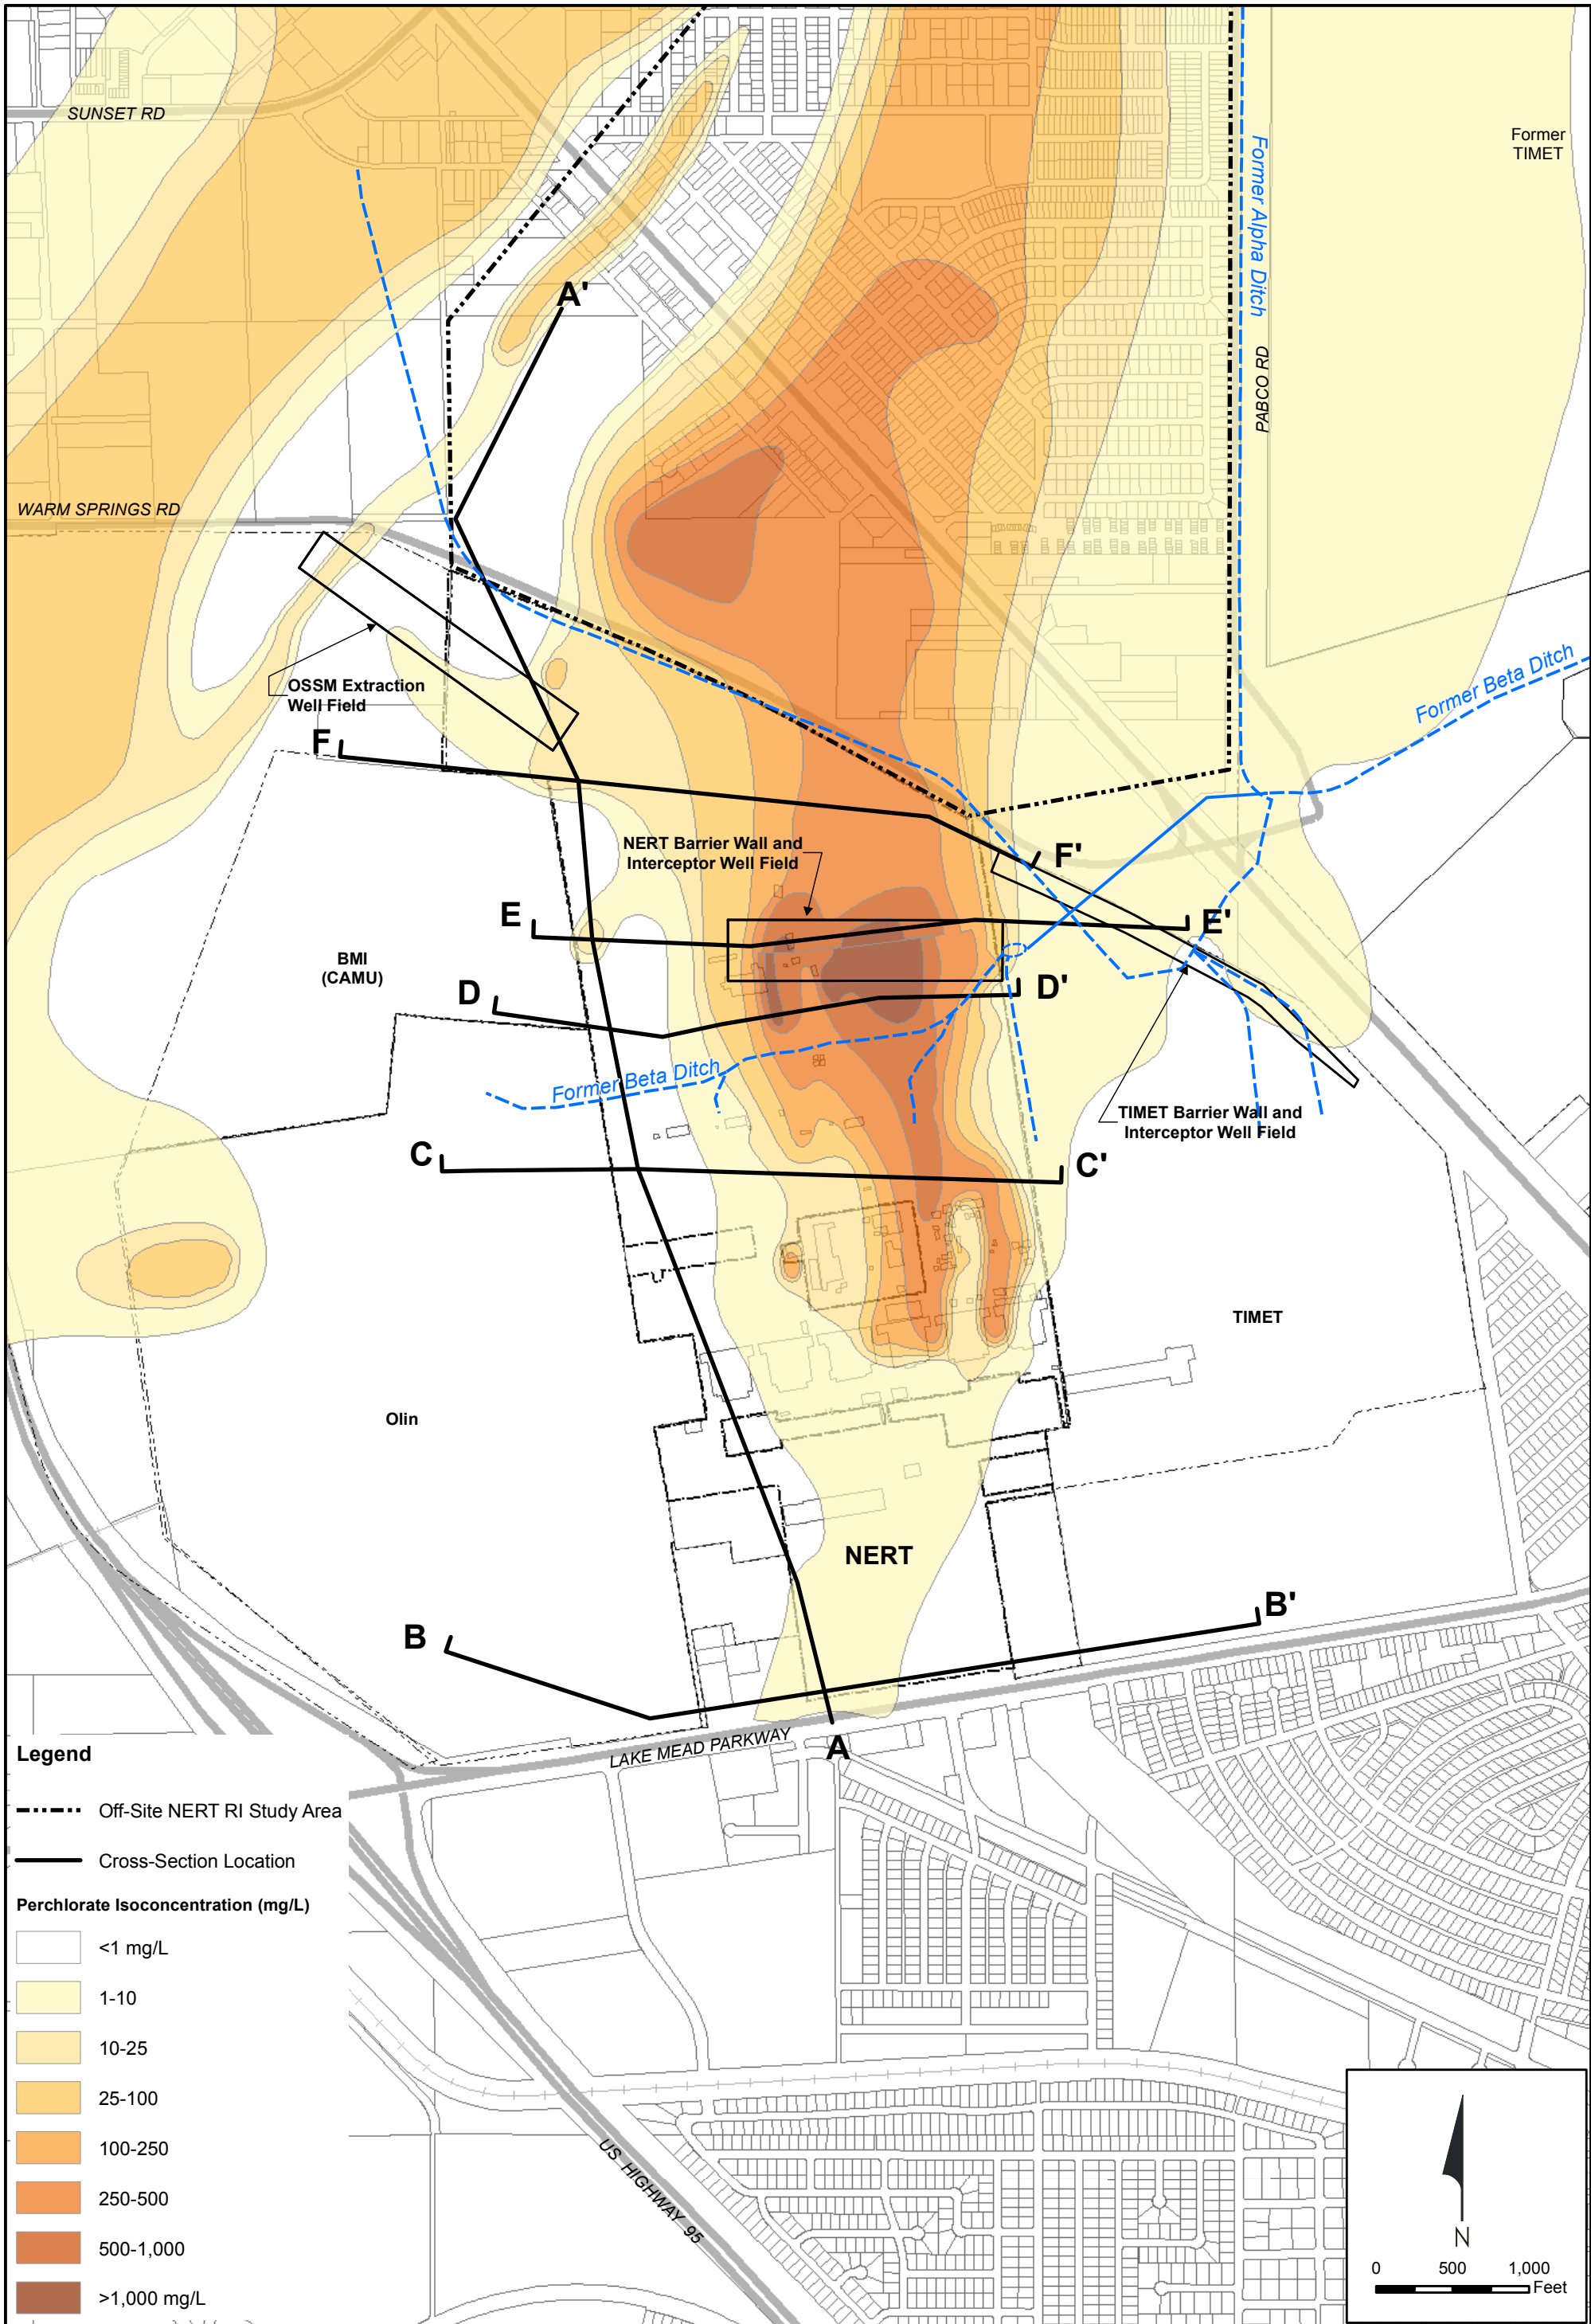 SUNSET RD
Former
TIMET
Former Alpha Ditch
A'
PABCO RD
WARM SPRINGS RD
Former Beta Ditch
OSSM Extraction
Well Field
F
NERT Barrier Wall and
Interceptor Well Field
F'
E
E'
BMI
(CAMU)
D
D'
Former Beta Ditch
TIMET Barrier Wall and
Interceptor Well Field
C
C'
TIMET
Olin
NERT
B
B'
LAKE MEAD PARKWAY
A
US HIGHWAY 95
Legend
Off-Site NERT RI Study Area
Cross-Section Location
Perchlorate Isoconcentration (mg/L)
<1 mg/L
1-10
10-25
25-100
100-250
250-500
500-1,000
>1,000 mg/L
N
0 500 1,000
Feet